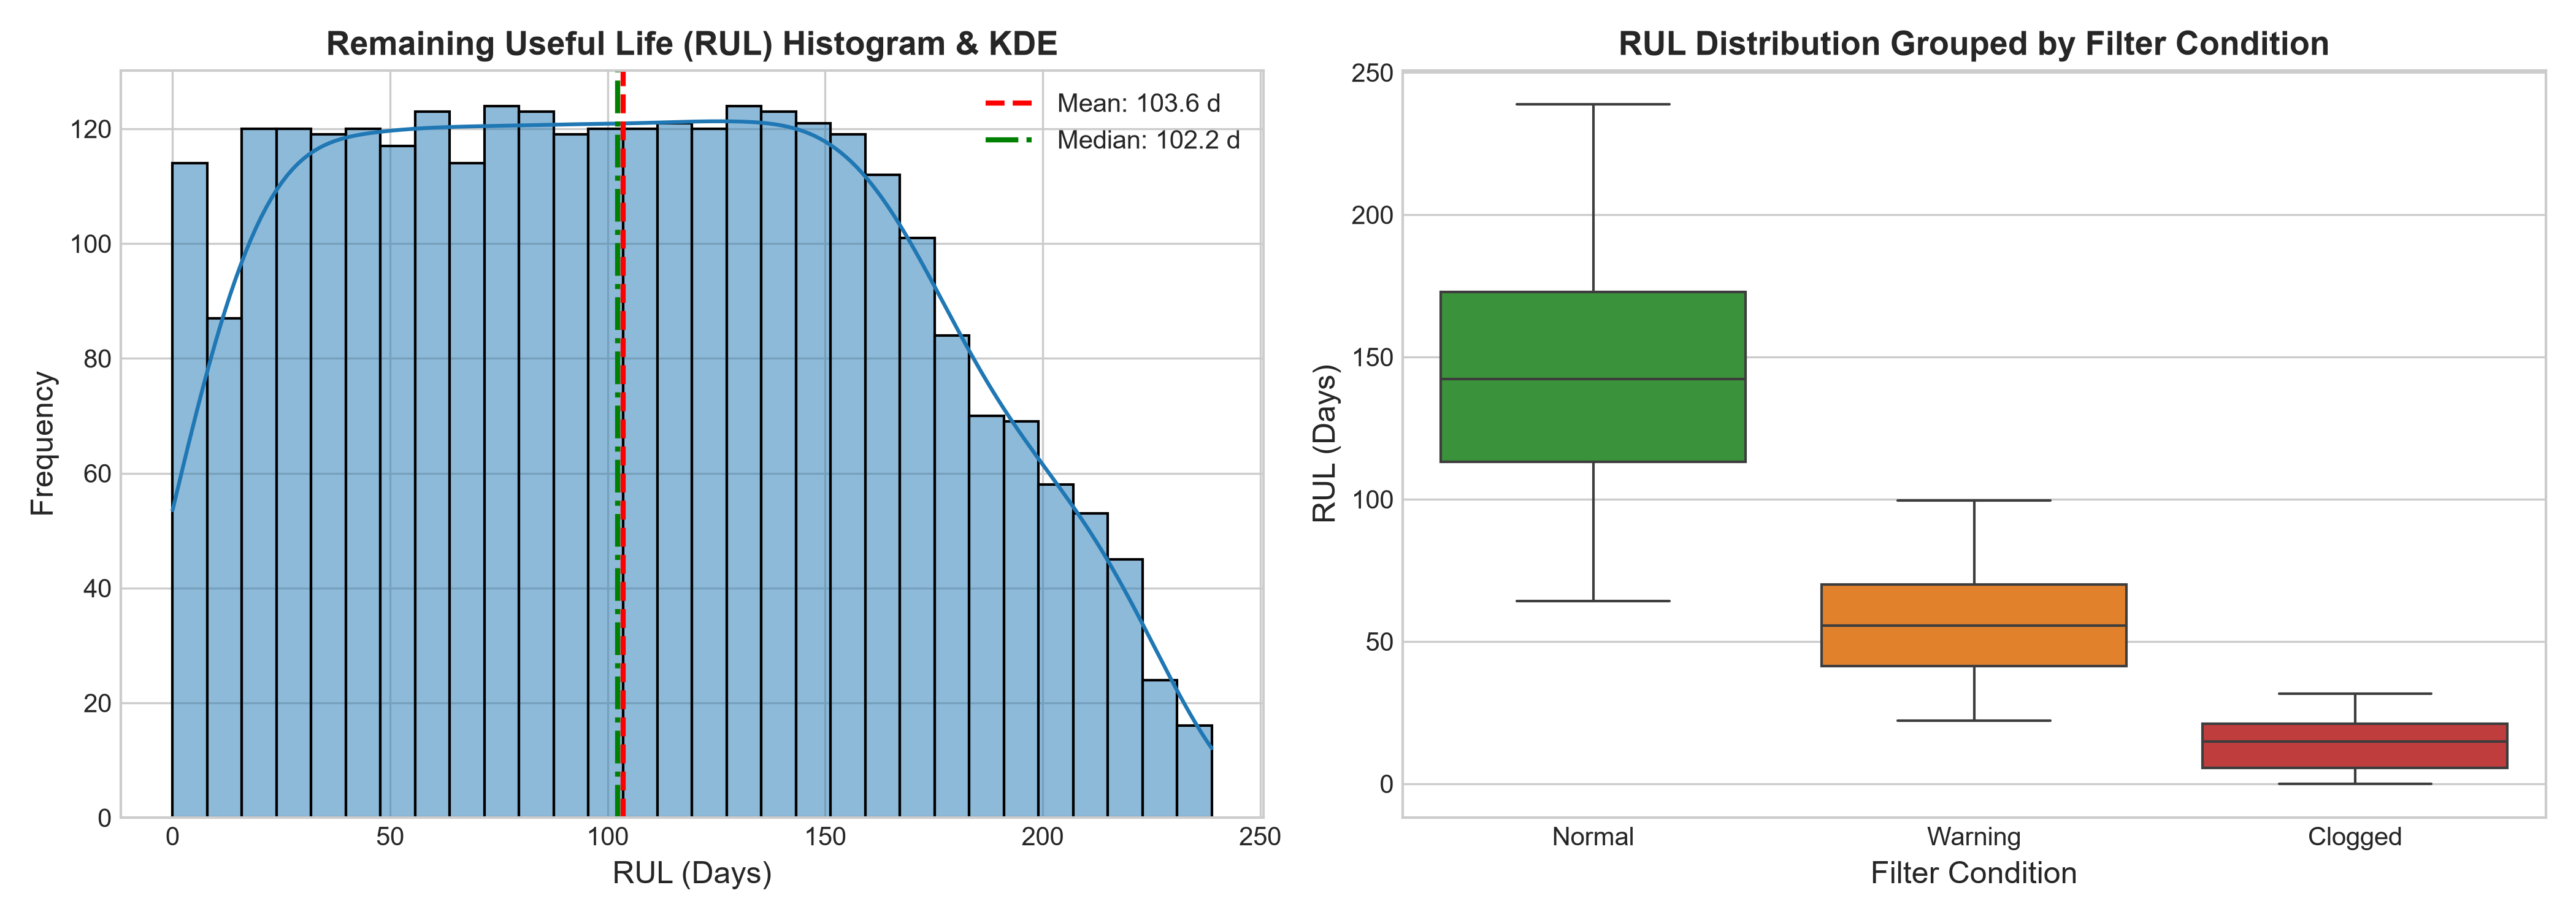 Remaining Useful Life (RUL) Histogram & KDE
Mean: 103.6 d
Median: 102.2 d
120
100
80
60
40
20
0
Frequency
0 50 100 150 200 250
RUL (Days)
RUL Distribution Grouped by Filter Condition
250
200
150
100
50
0
RUL (Days)
Normal Warning Clogged
Filter Condition